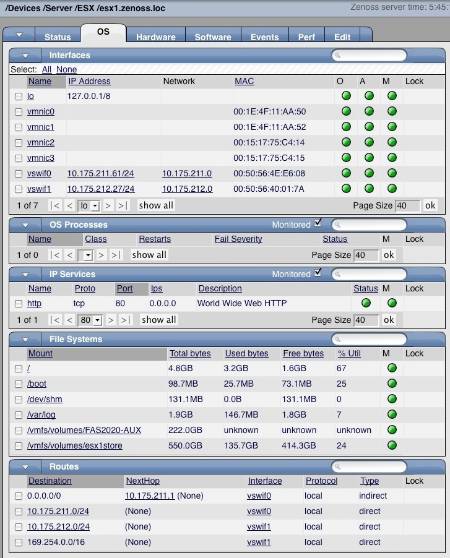 /Devices /Server /ESX /esx1.zenoss.loc Zenoss server time: 5:45:
Status OS Hardware Software Events Perf Edit
Interfaces
Select: All None
Name IP Address Network MAC O A M Lock
lo 127.0.0.1/8
vmnic0 00:1E:4F:11:AA:50
vmnic1 00:1E:4F:11:AA:52
vmnic2 00:15:17:75:C4:14
vmnic3 00:15:17:75:C4:15
vswif0 10.175.211.61/24 10.175.211.0 00:50:56:4E:E6:08
vswif1 10.175.212.27/24 10.175.212.0 00:50:56:40:01:7A
1 of 7 |< < lo > >| show all Page Size 40 ok
OS Processes Monitored
Name Class Restarts Fail Severity Status M Lock
1 of 0 |< < > >| show all Page Size 40 ok
IP Services Monitored
Name Proto Port Ips Description Status M Lock
http tcp 80 0.0.0.0 World Wide Web HTTP
1 of 1 |< < 80 > >| show all Page Size 40 ok
File Systems
Mount Total bytes Used bytes Free bytes % Util M Lock
/ 4.8GB 3.2GB 1.6GB 67
/boot 98.7MB 25.7MB 73.1MB 25
/dev/shm 131.1MB 0.0B 131.1MB 0
/var/log 1.9GB 146.7MB 1.8GB 7
/vmfs/volumes/FAS2020-AUX 222.0GB unknown unknown unknown
/vmfs/volumes/esx1store 550.0GB 135.7GB 414.3GB 24
Routes
Destination NextHop Interface Protocol Type Lock
0.0.0.0/0 10.175.211.1 (None) vswif0 local indirect
10.175.211.0/24 (None) vswif0 local direct
10.175.212.0/24 (None) vswif1 local direct
169.254.0.0/16 (None) vswif1 local direct